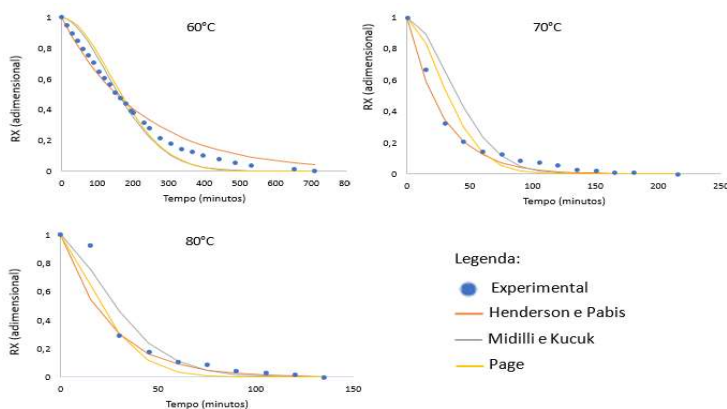 60°C
RX (adimensional)
1
0,8
0,6
0,4
0,2
0
0 100 200 300 400 500 600 700 80
Tempo (minutos)
70°C
RX (adimensional)
1
0,8
0,6
0,4
0,2
0
0 50 100 150 200 250
Tempo (minutos)
80°C
RX (adimensional)
1
0,8
0,6
0,4
0,2
0
0 50 100 150
Tempo (minutos)
Legenda:
Experimental
Henderson e Pabis
Midilli e Kucuk
Page